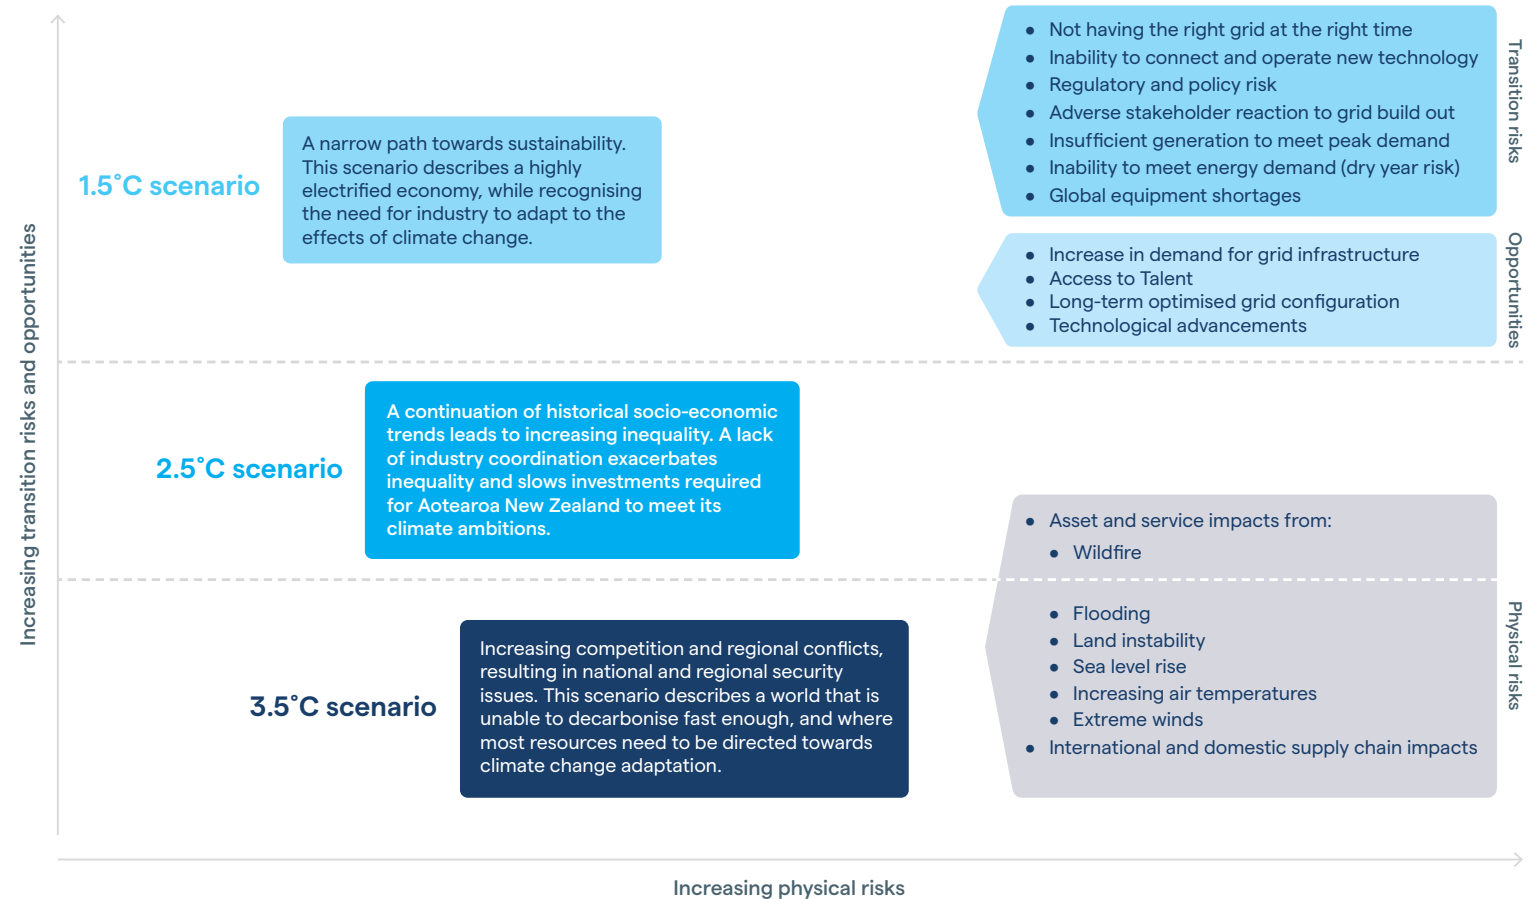 Increasing transition risks and opportunities
1.5˚C scenario
A narrow path towards sustainability.
This scenario describes a highly
electrified economy, while recognising
the need for industry to adapt to the
effects of climate change.
● Not having the right grid at the right time
● Inability to connect and operate new technology
● Regulatory and policy risk
● Adverse stakeholder reaction to grid build out
● Insufficient generation to meet peak demand
● Inability to meet energy demand (dry year risk)
● Global equipment shortages
Transition risks
● Increase in demand for grid infrastructure
● Access to Talent
● Long-term optimised grid configuration
● Technological advancements
Opportunities
2.5˚C scenario
A continuation of historical socio-economic
trends leads to increasing inequality. A lack
of industry coordination exacerbates
inequality and slows investments required
for Aotearoa New Zealand to meet its
climate ambitions.
3.5˚C scenario
Increasing competition and regional conflicts,
resulting in national and regional security
issues. This scenario describes a world that is
unable to decarbonise fast enough, and where
most resources need to be directed towards
climate change adaptation.
● Asset and service impacts from:
● Wildfire
● Flooding
● Land instability
● Sea level rise
● Increasing air temperatures
● Extreme winds
● International and domestic supply chain impacts
Physical risks
Increasing physical risks